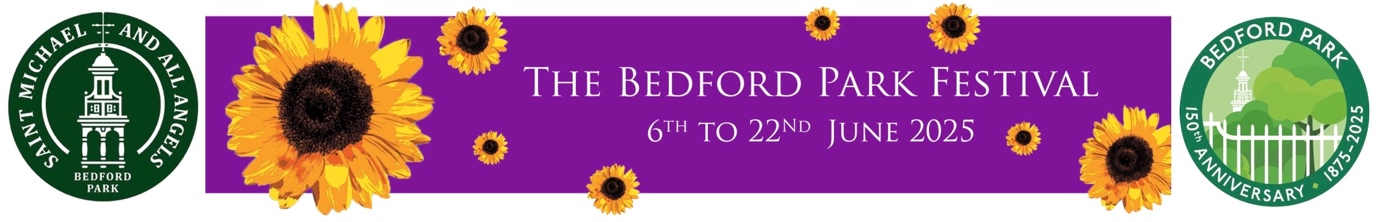 SAINT MICHAEL AND ALL ANGELS
BEDFORD
PARK
THE BEDFORD PARK FESTIVAL
6TH TO 22ND JUNE 2025
BEDFORD PARK
150th ANNIVERSARY • 1875-2025